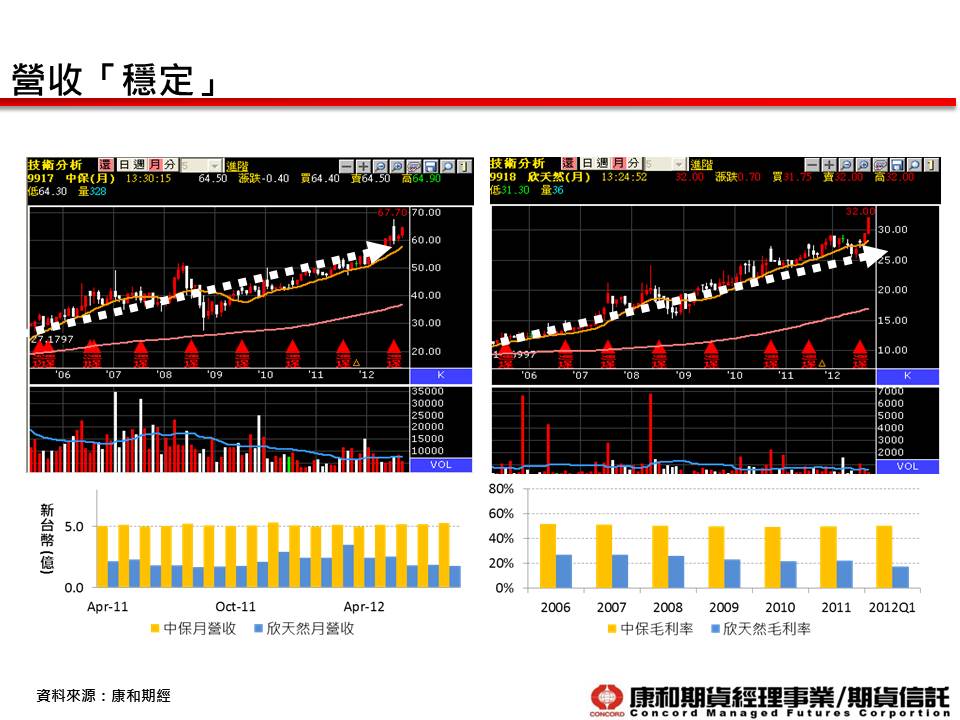 營收「穩定」
技術分析 還 日 週 月 分 5 進階
9917 中保(月) 13:30:15 64.50 漲跌-0.40 買64.40 賣64.50 高64.90
低64.30 量328
67.70
70.00
60.00
50.00
40.00
30.00
20.00
27.1797
'06 '07 '08 '09 '10 '11 '12 K
35000
30000
25000
20000
15000
10000
VOL
技術分析 還 日 週 月 分 5 進階
9918 欣天然(月) 13:24:52 32.00 漲跌0.70 買31.75 賣32.00 高32.00
低31.30 量36
32.00
30.00
25.00
20.00
15.00
10.00
'06 '07 '08 '09 '10 '11 '12 K
7000
6000
5000
4000
3000
2000
VOL
新台幣(億)
5.0
0.0
Apr-11 Oct-11 Apr-12
中保月營收 欣天然月營收
80%
60%
40%
20%
0%
2006 2007 2008 2009 2010 2011 2012Q1
中保毛利率 欣天然毛利率
資料來源：康和期經
CONCORD
康和期貨經理事業/期貨信託
Concord Managed Futures Corportion